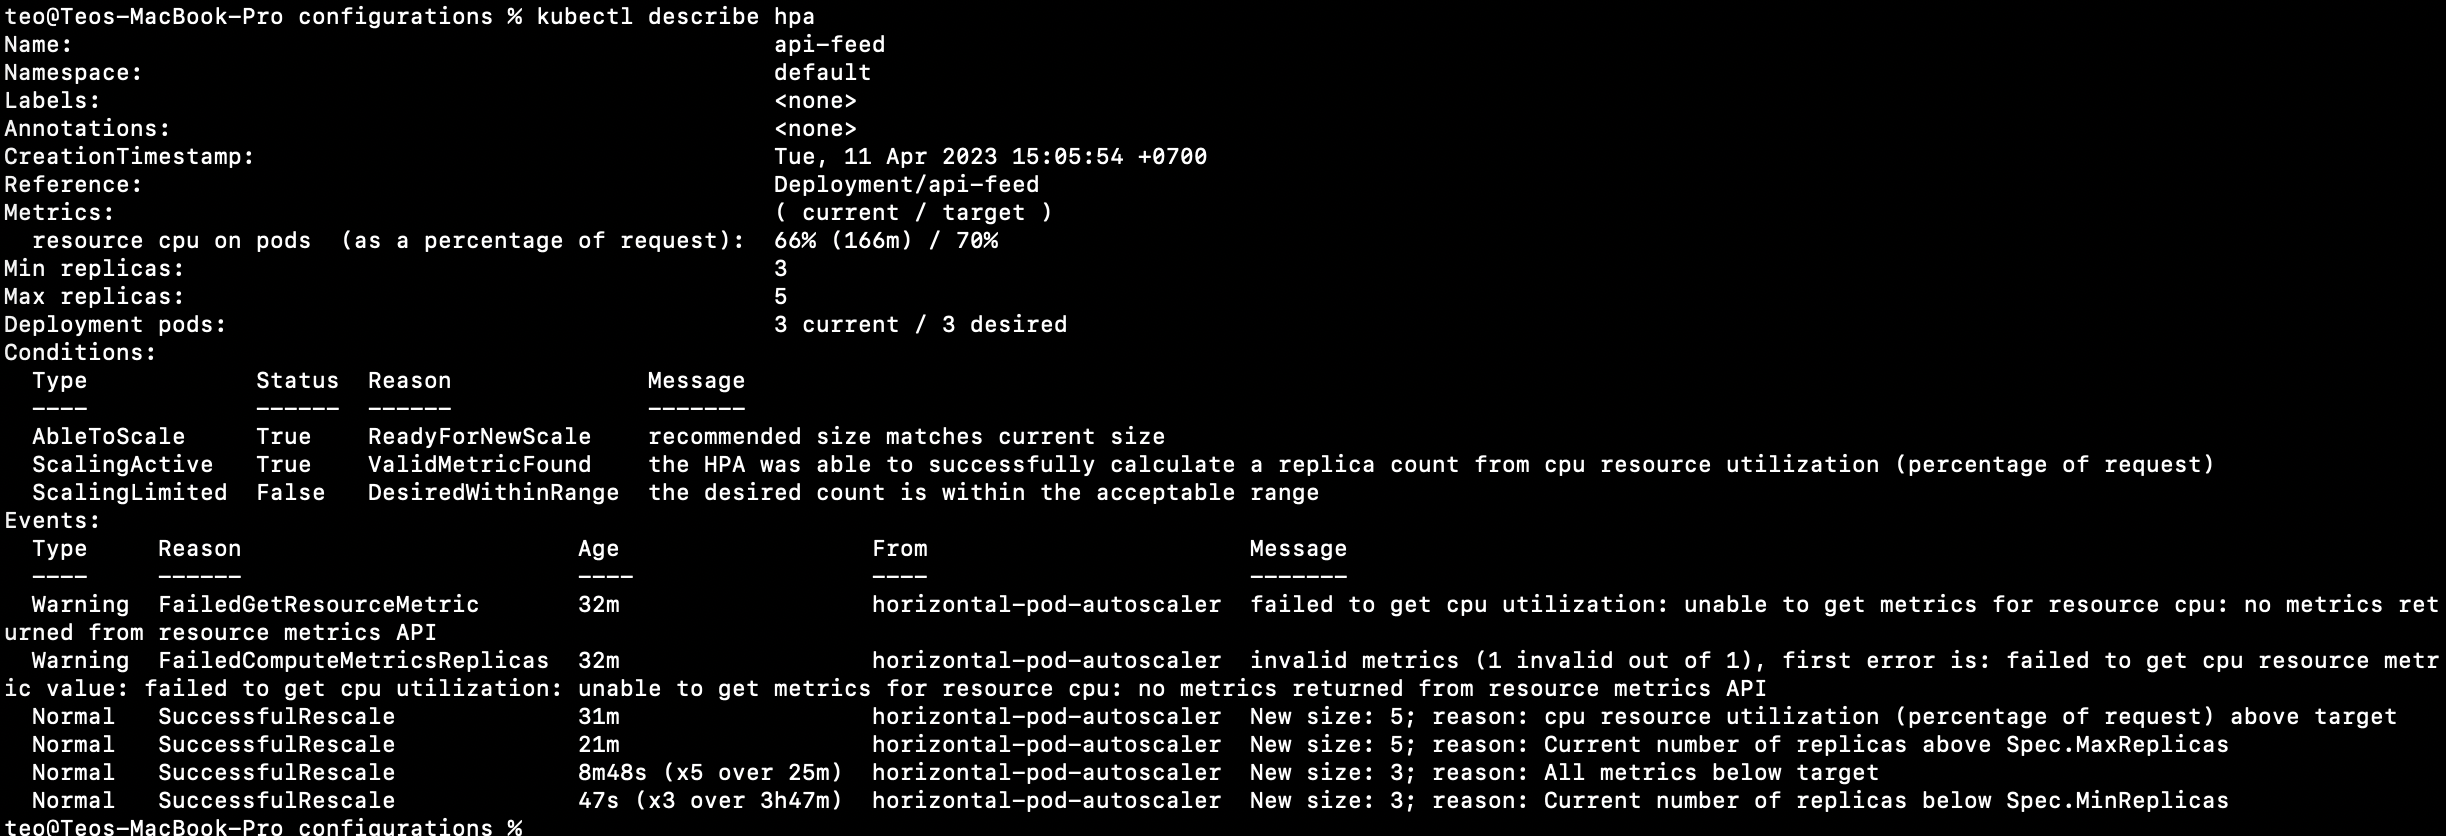 teo@Teos-MacBook-Pro configurations % kubectl describe hpa
Name:                                                  api-feed
Namespace:                                             default
Labels:                                                <none>
Annotations:                                           <none>
CreationTimestamp:                                     Tue, 11 Apr 2023 15:05:54 +0700
Reference:                                             Deployment/api-feed
Metrics:                                               ( current / target )
  resource cpu on pods  (as a percentage of request):  66% (166m) / 70%
Min replicas:                                          3
Max replicas:                                          5
Deployment pods:                                       3 current / 3 desired
Conditions:
  Type            Status  Reason              Message
  ----            ------  ------              -------
  AbleToScale     True    ReadyForNewScale    recommended size matches current size
  ScalingActive   True    ValidMetricFound    the HPA was able to successfully calculate a replica count from cpu resource utilization (percentage of request)
  ScalingLimited  False   DesiredWithinRange  the desired count is within the acceptable range
Events:
  Type     Reason                        Age                  From                       Message
  ----     ------                        ----                 ----                       -------
  Warning  FailedGetResourceMetric       32m                  horizontal-pod-autoscaler  failed to get cpu utilization: unable to get metrics for resource cpu: no metrics ret
urned from resource metrics API
  Warning  FailedComputeMetricsReplicas  32m                  horizontal-pod-autoscaler  invalid metrics (1 invalid out of 1), first error is: failed to get cpu resource metr
ic value: failed to get cpu utilization: unable to get metrics for resource cpu: no metrics returned from resource metrics API
  Normal   SuccessfulRescale             31m                  horizontal-pod-autoscaler  New size: 5; reason: cpu resource utilization (percentage of request) above target
  Normal   SuccessfulRescale             21m                  horizontal-pod-autoscaler  New size: 5; reason: Current number of replicas above Spec.MaxReplicas
  Normal   SuccessfulRescale             8m48s (x5 over 25m)  horizontal-pod-autoscaler  New size: 3; reason: All metrics below target
  Normal   SuccessfulRescale             47s (x3 over 3h47m)  horizontal-pod-autoscaler  New size: 3; reason: Current number of replicas below Spec.MinReplicas
teo@Teos-MacBook-Pro configurations %